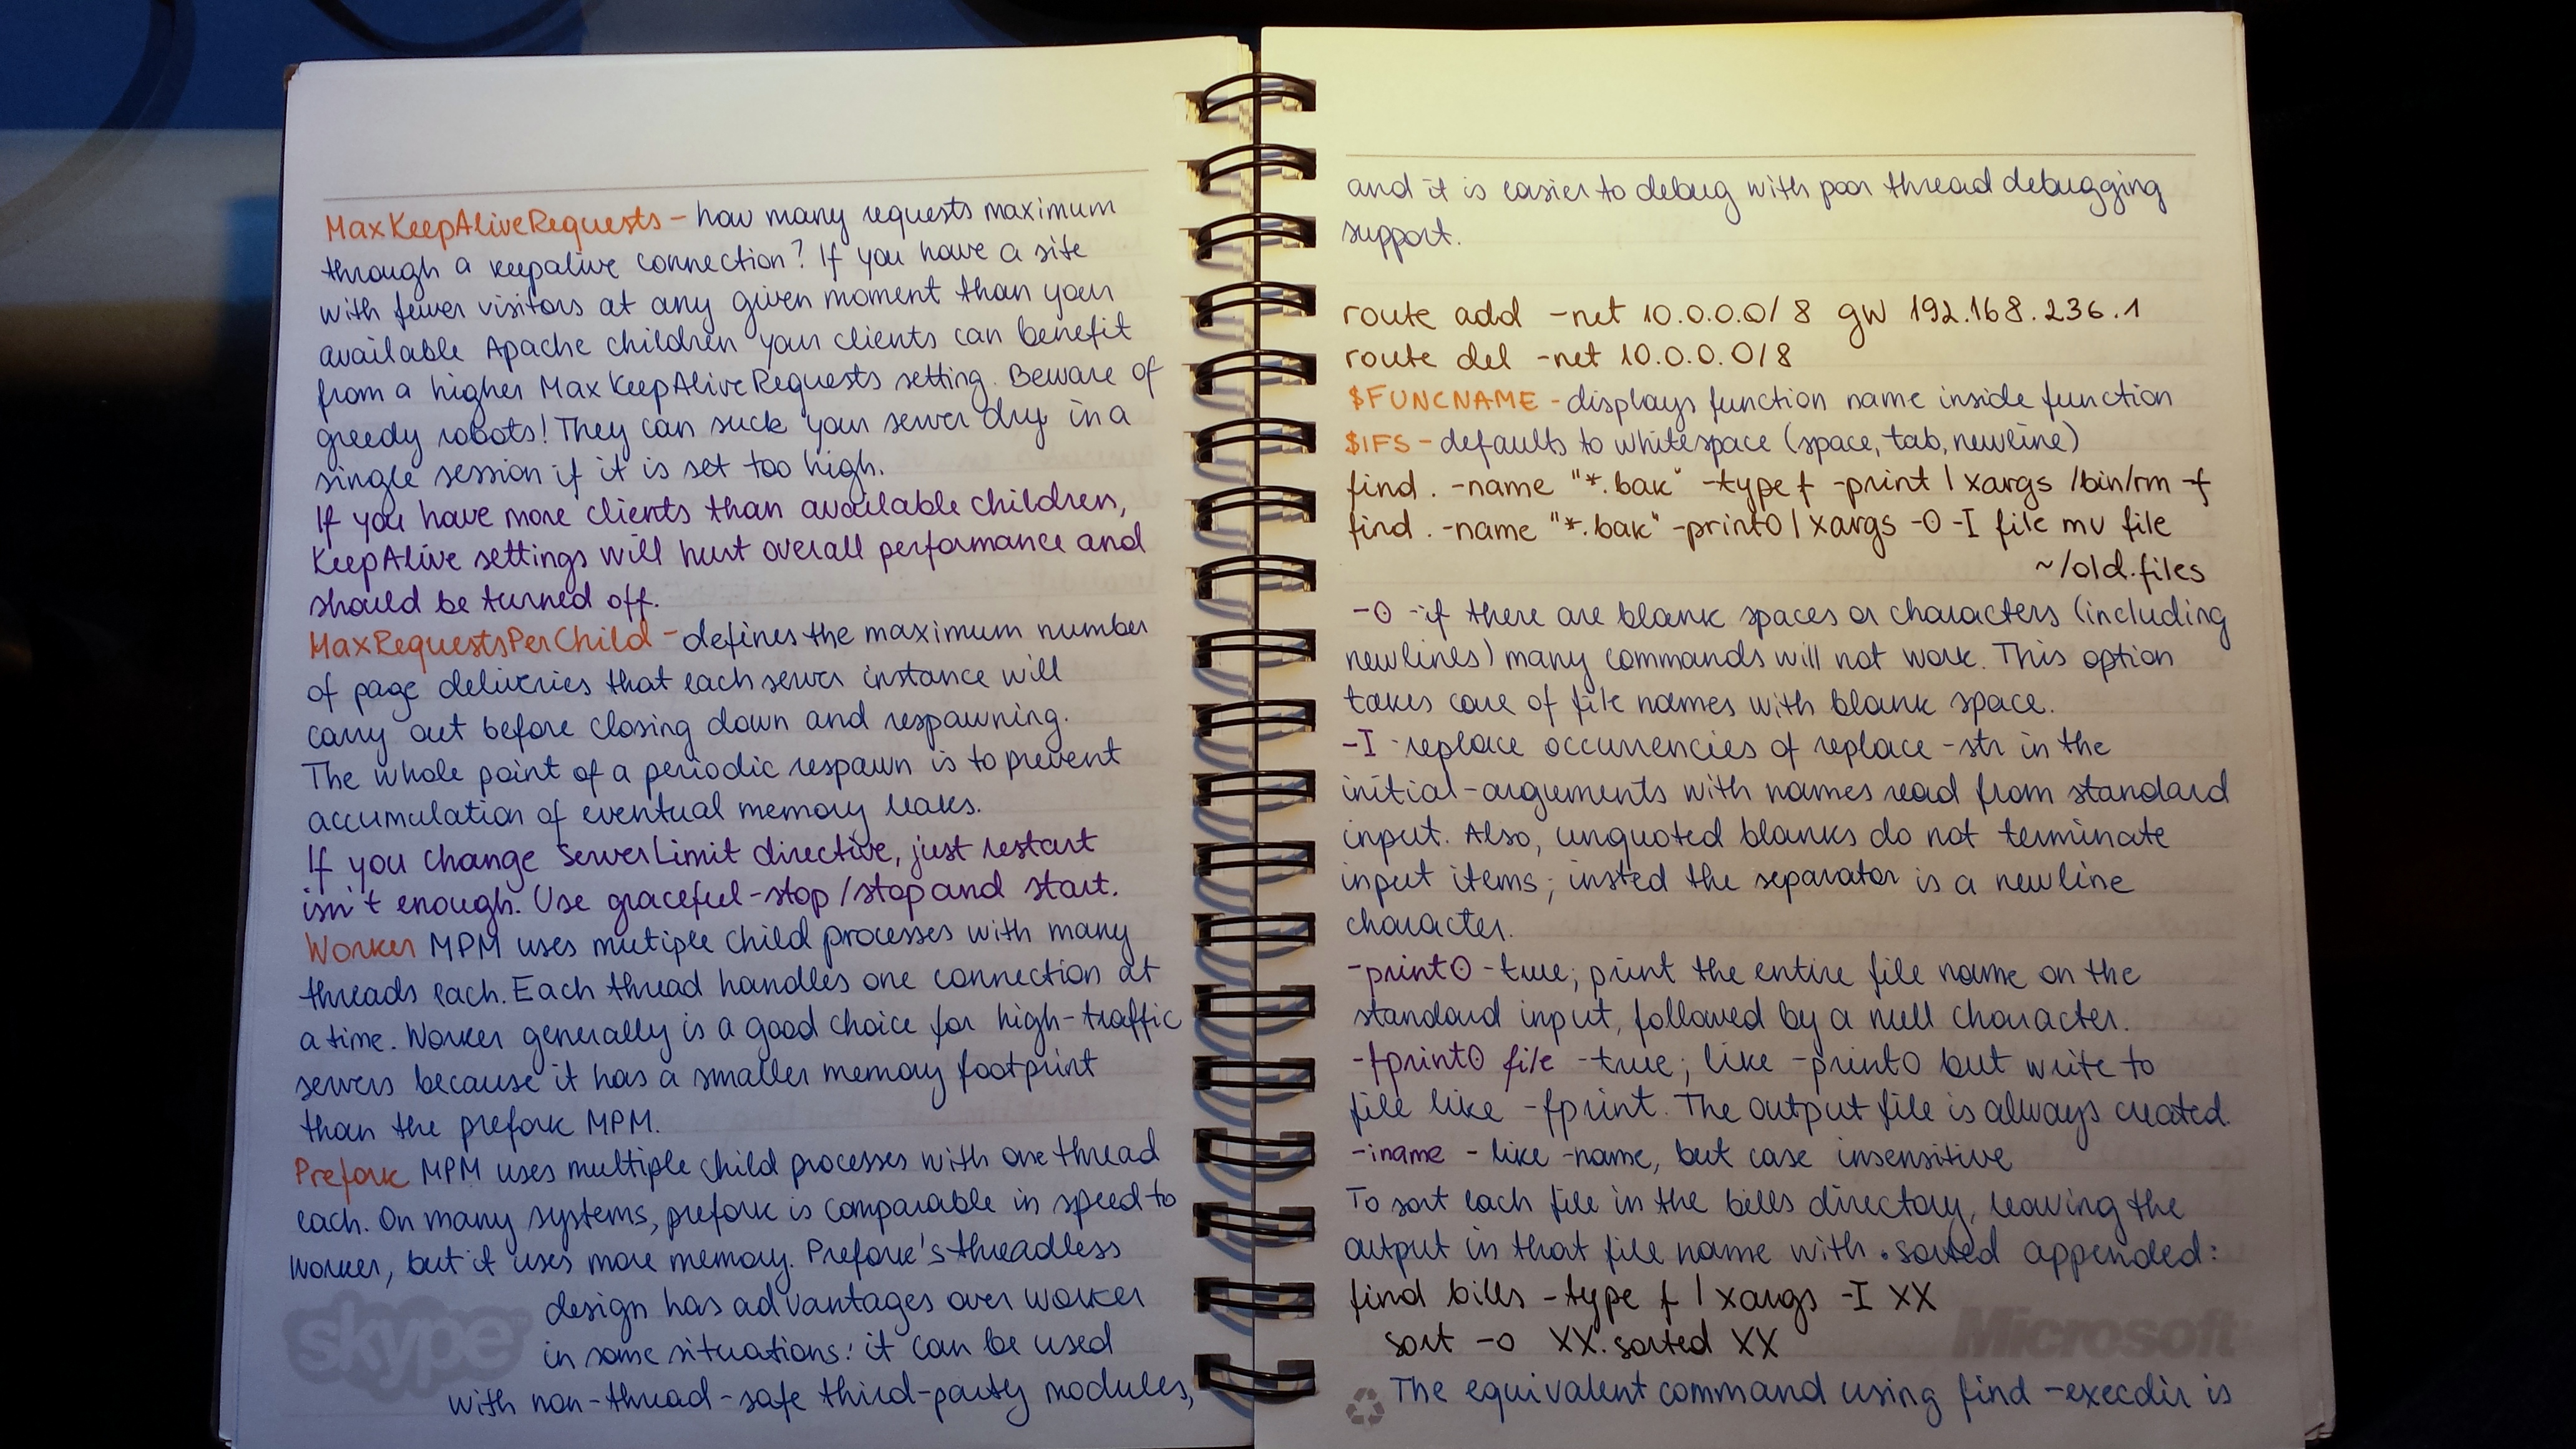 MaxKeepAliveRequests - how many requests maximum
through a keepalive connection? If you have a site
with fewer visitors at any given moment than your
available Apache children your clients can benefit
from a higher MaxKeepAliveRequests setting. Beware of
greedy robots! They can suck your server dry in a
single session if it is set too high.
If you have more clients than available children,
KeepAlive settings will hurt overall performance and
should be turned off.
MaxRequestsPerChild - defines the maximum number
of page deliveries that each server instance will
carry out before closing down and respawning.
The whole point of a periodic respawn is to prevent
accumulation of eventual memory leaks.
If you change ServerLimit directive, just restart
isn't enough. Use graceful-stop/stop and start.
Worker MPM uses mutiple child processes with many
threads each. Each thread handles one connection at
a time. Worker generally is a good choice for high-traffic
servers because it has a smaller memory footprint
than the prefork MPM.
Prefork MPM uses multiple child processes with one thread
each. On many systems, prefork is comparable in speed to
worker, but it uses more memory. Prefork's threadless
design has advantages over worker
in some situations: it can be used
with non-thread-safe third-party modules,
skype
and it is easier to debug with poor thread debugging
support.
route add -net 10.0.0.0/8 gw 192.168.236.1
route del -net 10.0.0.0/8
$FUNCNAME - displays function name inside function
$IFS - defaults to whitespace (space, tab, newline)
find . -name "*.bak" -type f -print | xargs /bin/rm -f
find . -name "*.bak" -print0 | xargs -0 -I file mv file
~/old.files
-0 - if there are blank spaces or characters (including
newlines) many commands will not work. This option
takes care of file names with blank space.
-I - replace occurrencies of replace-str in the
initial-arguments with names read from standard
input. Also, unquoted blanks do not terminate
input items; insted the separator is a newline
character.
-print0 - true; print the entire file name on the
standard input, followed by a null character.
-fprint0 file - true; like -print0 but write to
file like -fprint. The output file is always created.
-iname - like -name, but case insensitive
To sort each file in the bills directory, leaving the
output in that file name with .sorted appended:
find bills -type f | xargs -I XX
sort -o XX.sorted XX
The equivalent command using find -execdir is
Microsoft